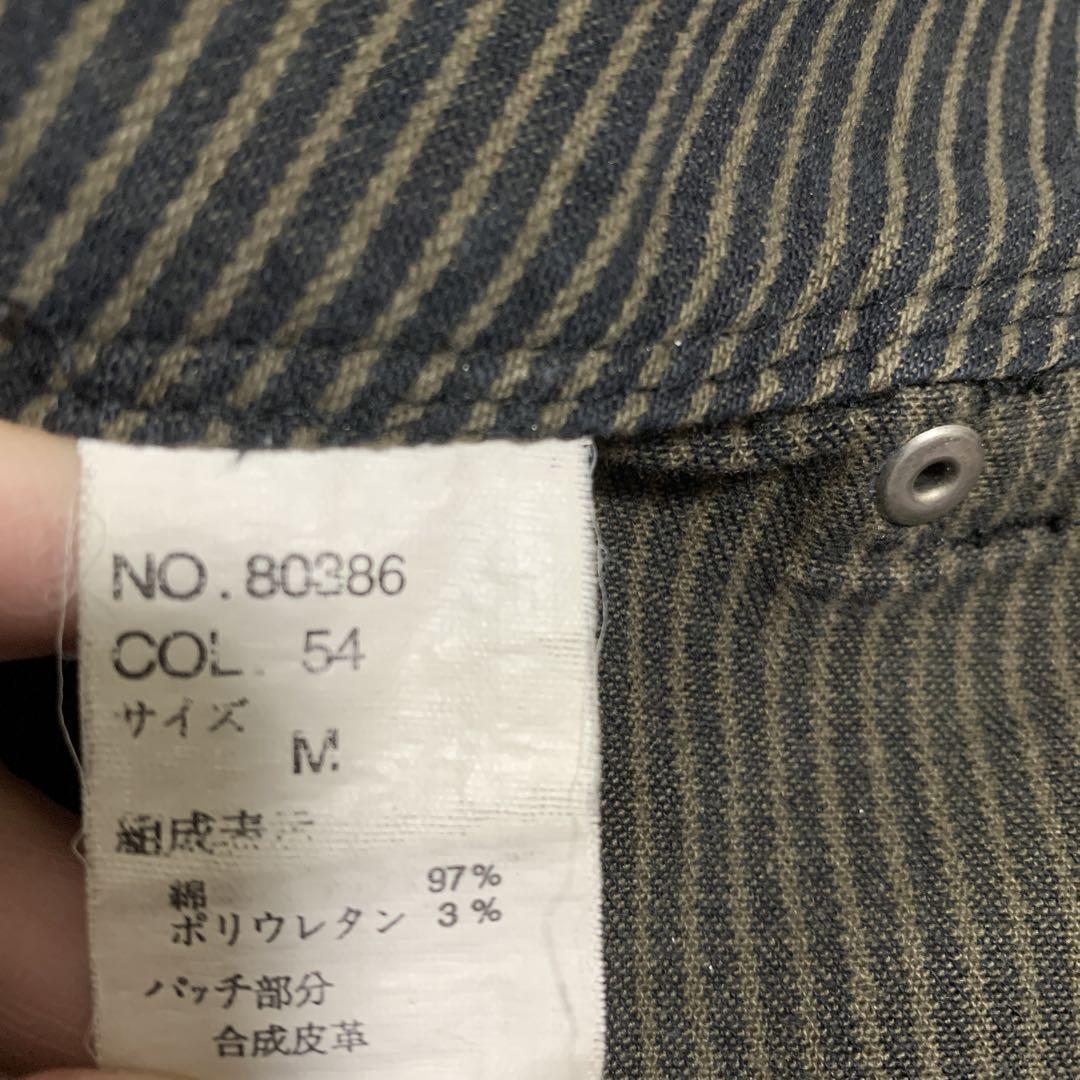 NO. 80386
COL. 54
サイズ
M
組成表示
綿 97%
ポリウレタン 3%
パッチ部分
合成皮革